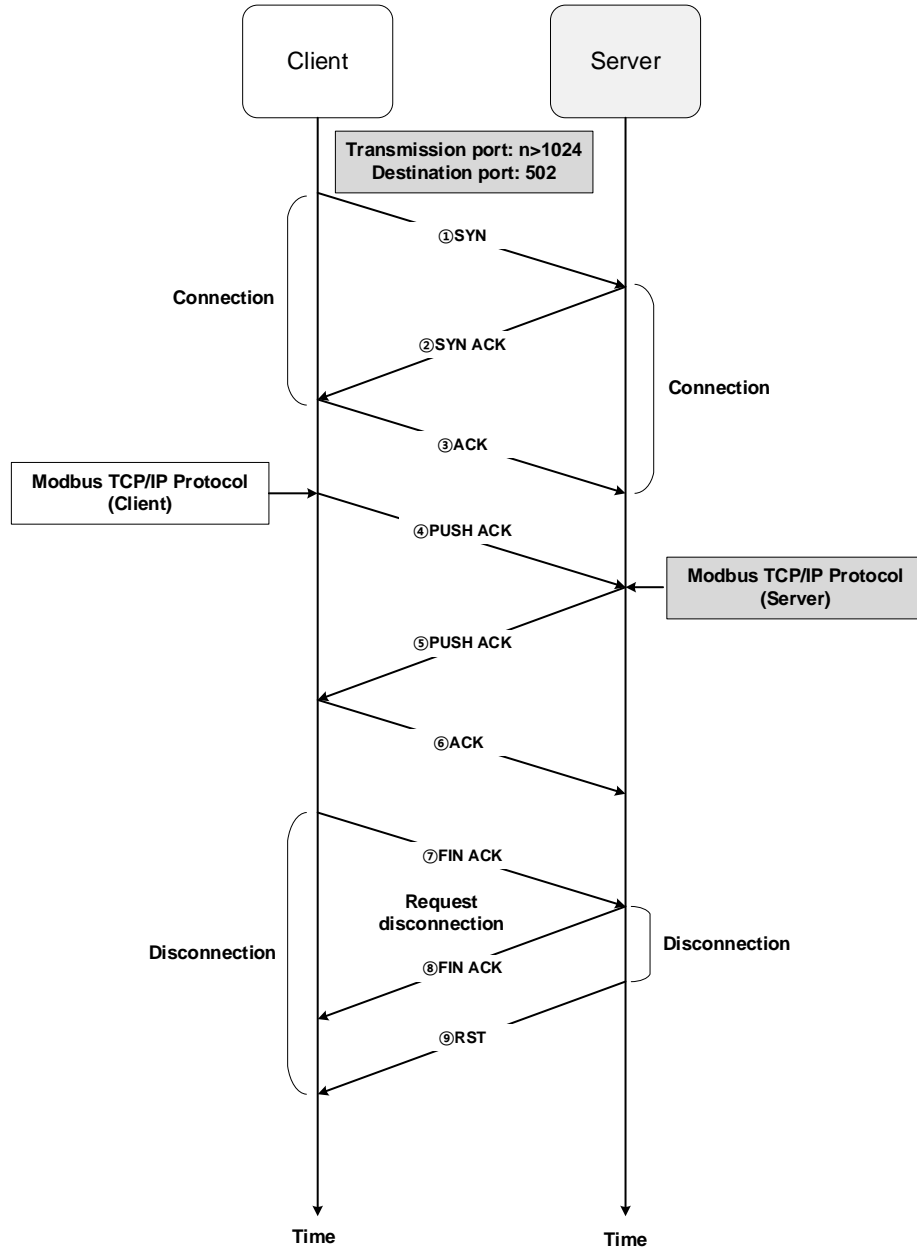 Client
Server
Transmission port: n>1024
Destination port: 502
①SYN
Connection
②SYN ACK
Connection
③ACK
Modbus TCP/IP Protocol
(Client)
④PUSH ACK
Modbus TCP/IP Protocol
(Server)
⑤PUSH ACK
⑥ACK
⑦FIN ACK
Request
disconnection
Disconnection
Disconnection
⑧FIN ACK
⑨RST
Time
Time